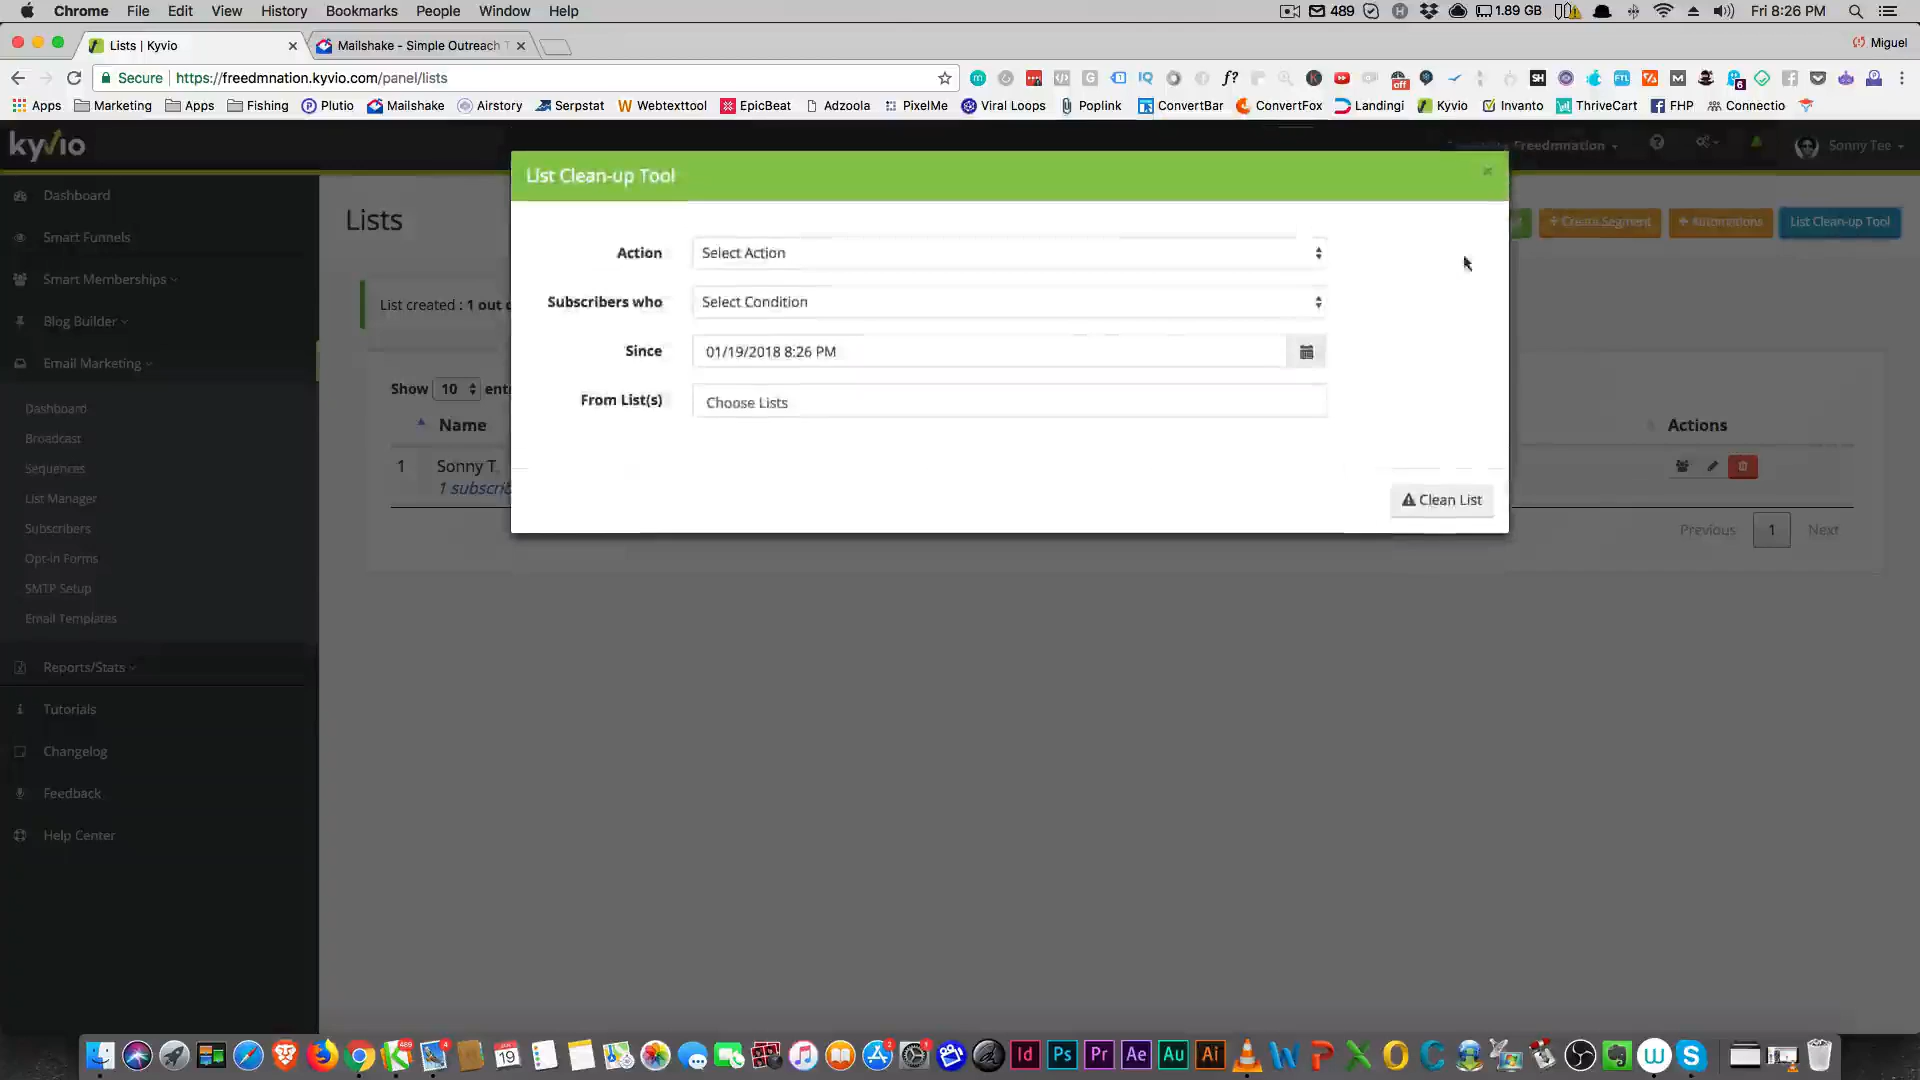 Chrome File Edit View History Bookmarks People Window Help 489 1.89 GB Fri 8:26 PM
Lists | Kyvio Mailshake - Simple Outreach Miguel
Secure https://freedmnation.kyvio.com/panel/lists
Apps Marketing Apps Fishing Plutio Mailshake Airstory Serpstat Webtexttool EpicBeat Adzoola PixelMe Viral Loops Poplink ConvertBar ConvertFox Landingi Kyvio Invanto ThriveCart FHP Connectio
kyvio Freedmnation Sonny Tee
List Clean-up Tool
Dashboard
Smart Funnels
Smart Memberships
Blog Builder
Email Marketing
Dashboard
Broadcast
Sequences
List Manager
Subscribers
Opt-in Forms
SMTP Setup
Email Templates
Reports/Stats
Tutorials
Changelog
Feedback
Help Center
Lists
+ Create Segment Automations List Clean-up Tool
List created : 1 out
Show 10
Name Actions
1 Sonny T
1
Previous 1 Next
Action Select Action
Subscribers who Select Condition
Since 01/19/2018 8:26 PM
From List(s) Choose Lists
Clean List